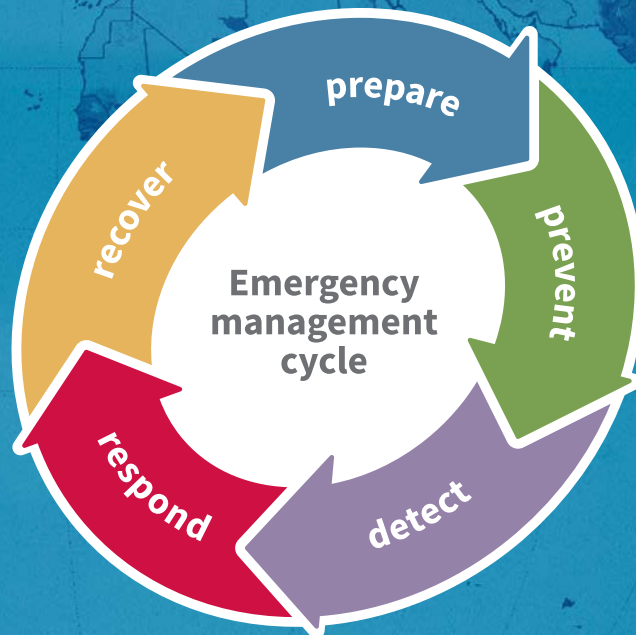 prepare
prevent
detect
respond
recover
Emergency
management
cycle